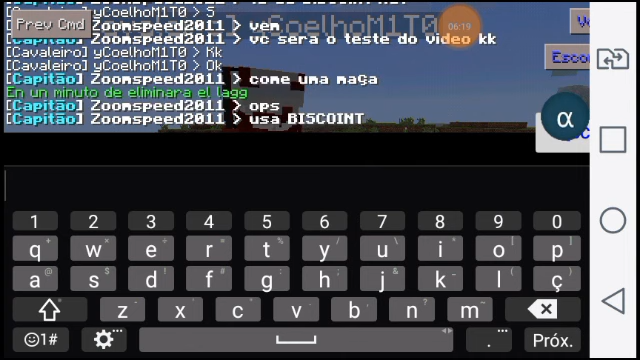 [Cavaleiro] yCoelhoM1T0 > S
Prev Cmd
[Capitão] Zoomspeed2011 > vem
yCoelhoM1T0
06:19
[Capitão] Zoomspeed2011 > vc sera o teste do video kk
[Cavaleiro] yCoelhoM1T0 > Kk
[Cavaleiro] yCoelhoM1T0 > Ok
[Capitão] Zoomspeed2011 > come uma maça
En un minuto de eliminara el lagg
[Capitão] Zoomspeed2011 > ops
[Capitão] Zoomspeed2011 > usa BISCOINT
α
1 2 3 4 5 6 7 8 9 0
q w e r t y u i o p
a s d f g h j k l ç
z x c v b n m
☺1# . Próx.